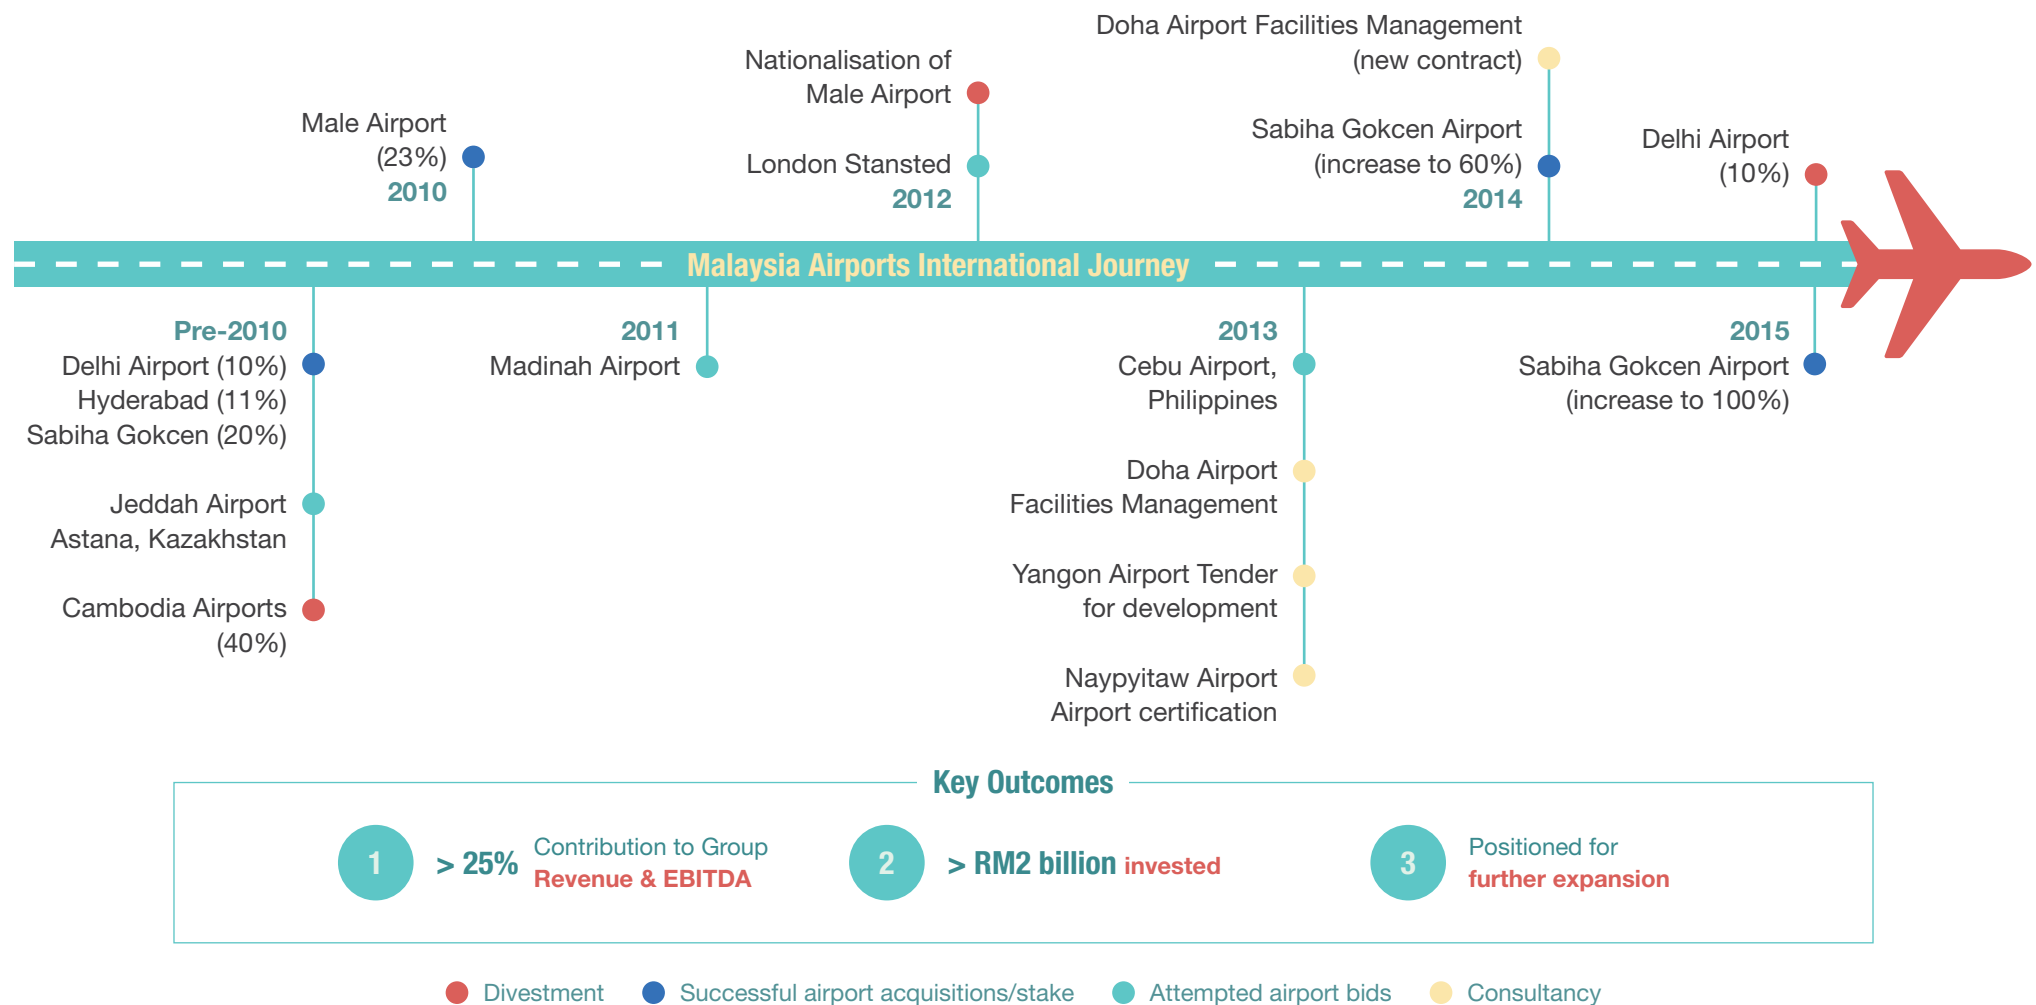 Doha Airport Facilities Management
(new contract)
Nationalisation of
Male Airport
Male Airport
(23%)
2010
London Stansted
2012
Sabiha Gokcen Airport
(increase to 60%)
2014
Delhi Airport
(10%)
Malaysia Airports International Journey
Pre-2010
Delhi Airport (10%)
Hyderabad (11%)
Sabiha Gokcen (20%)
Jeddah Airport
Astana, Kazakhstan
Cambodia Airports
(40%)
2011
Madinah Airport
2013
Cebu Airport,
Philippines
Doha Airport
Facilities Management
Yangon Airport Tender
for development
Naypyitaw Airport
Airport certification
2015
Sabiha Gokcen Airport
(increase to 100%)
Key Outcomes
1
> 25%
Contribution to Group
Revenue & EBITDA
2
> RM2 billion invested
3
Positioned for
further expansion
Divestment
Successful airport acquisitions/stake
Attempted airport bids
Consultancy